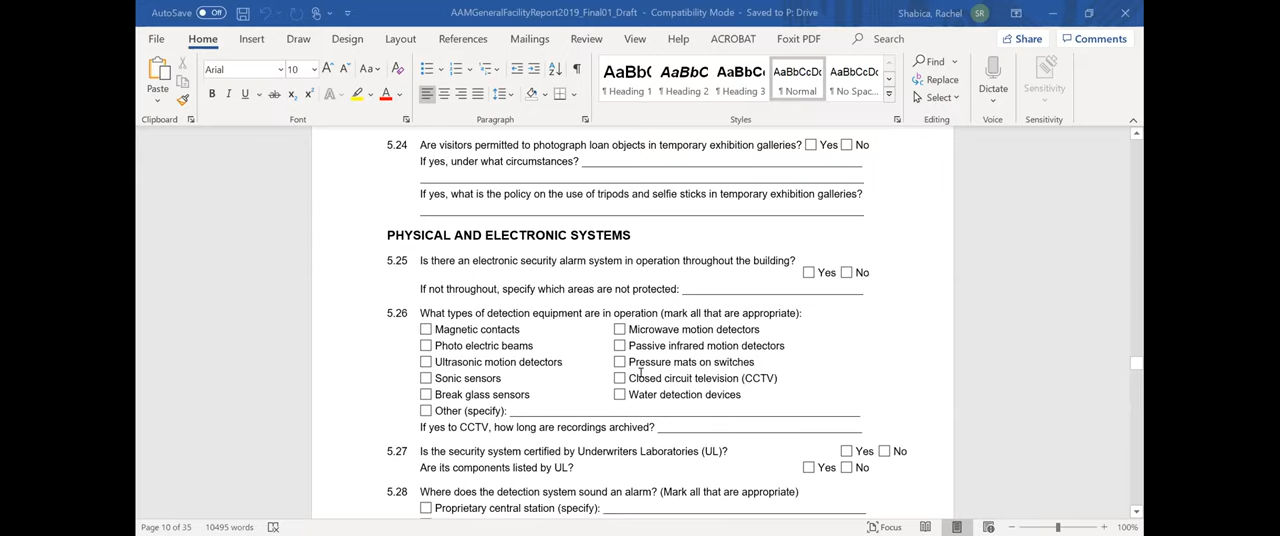 AutoSave Off AAMGeneralFacilityReport2019_Final01_Draft - Compatibility Mode - Saved to P: Drive Shabica, Rachel SR
File Home Insert Draw Design Layout References Mailings Review View Help ACROBAT Foxit PDF Search Share Comments
Paste Arial 10 Aa AaBbC AaBbC AaBbCc AaBbCcDc AaBbCcDc Find Replace Select Dictate Sensitivity
B I U ab x₂ x² A A ¶ Heading 1 ¶ Heading 2 ¶ Heading 3 ¶ Normal ¶ No Spac...
Clipboard Font Paragraph Styles Editing Voice Sensitivity
5.24 Are visitors permitted to photograph loan objects in temporary exhibition galleries? Yes No
If yes, under what circumstances?
If yes, what is the policy on the use of tripods and selfie sticks in temporary exhibition galleries?
PHYSICAL AND ELECTRONIC SYSTEMS
5.25 Is there an electronic security alarm system in operation throughout the building?
Yes No
If not throughout, specify which areas are not protected:
5.26 What types of detection equipment are in operation (mark all that are appropriate):
Magnetic contacts Microwave motion detectors
Photo electric beams Passive infrared motion detectors
Ultrasonic motion detectors Pressure mats on switches
Sonic sensors Closed circuit television (CCTV)
Break glass sensors Water detection devices
Other (specify):
If yes to CCTV, how long are recordings archived?
5.27 Is the security system certified by Underwriters Laboratories (UL)? Yes No
Are its components listed by UL? Yes No
5.28 Where does the detection system sound an alarm? (Mark all that are appropriate)
Proprietary central station (specify):
Page 10 of 35 10495 words Focus 100%